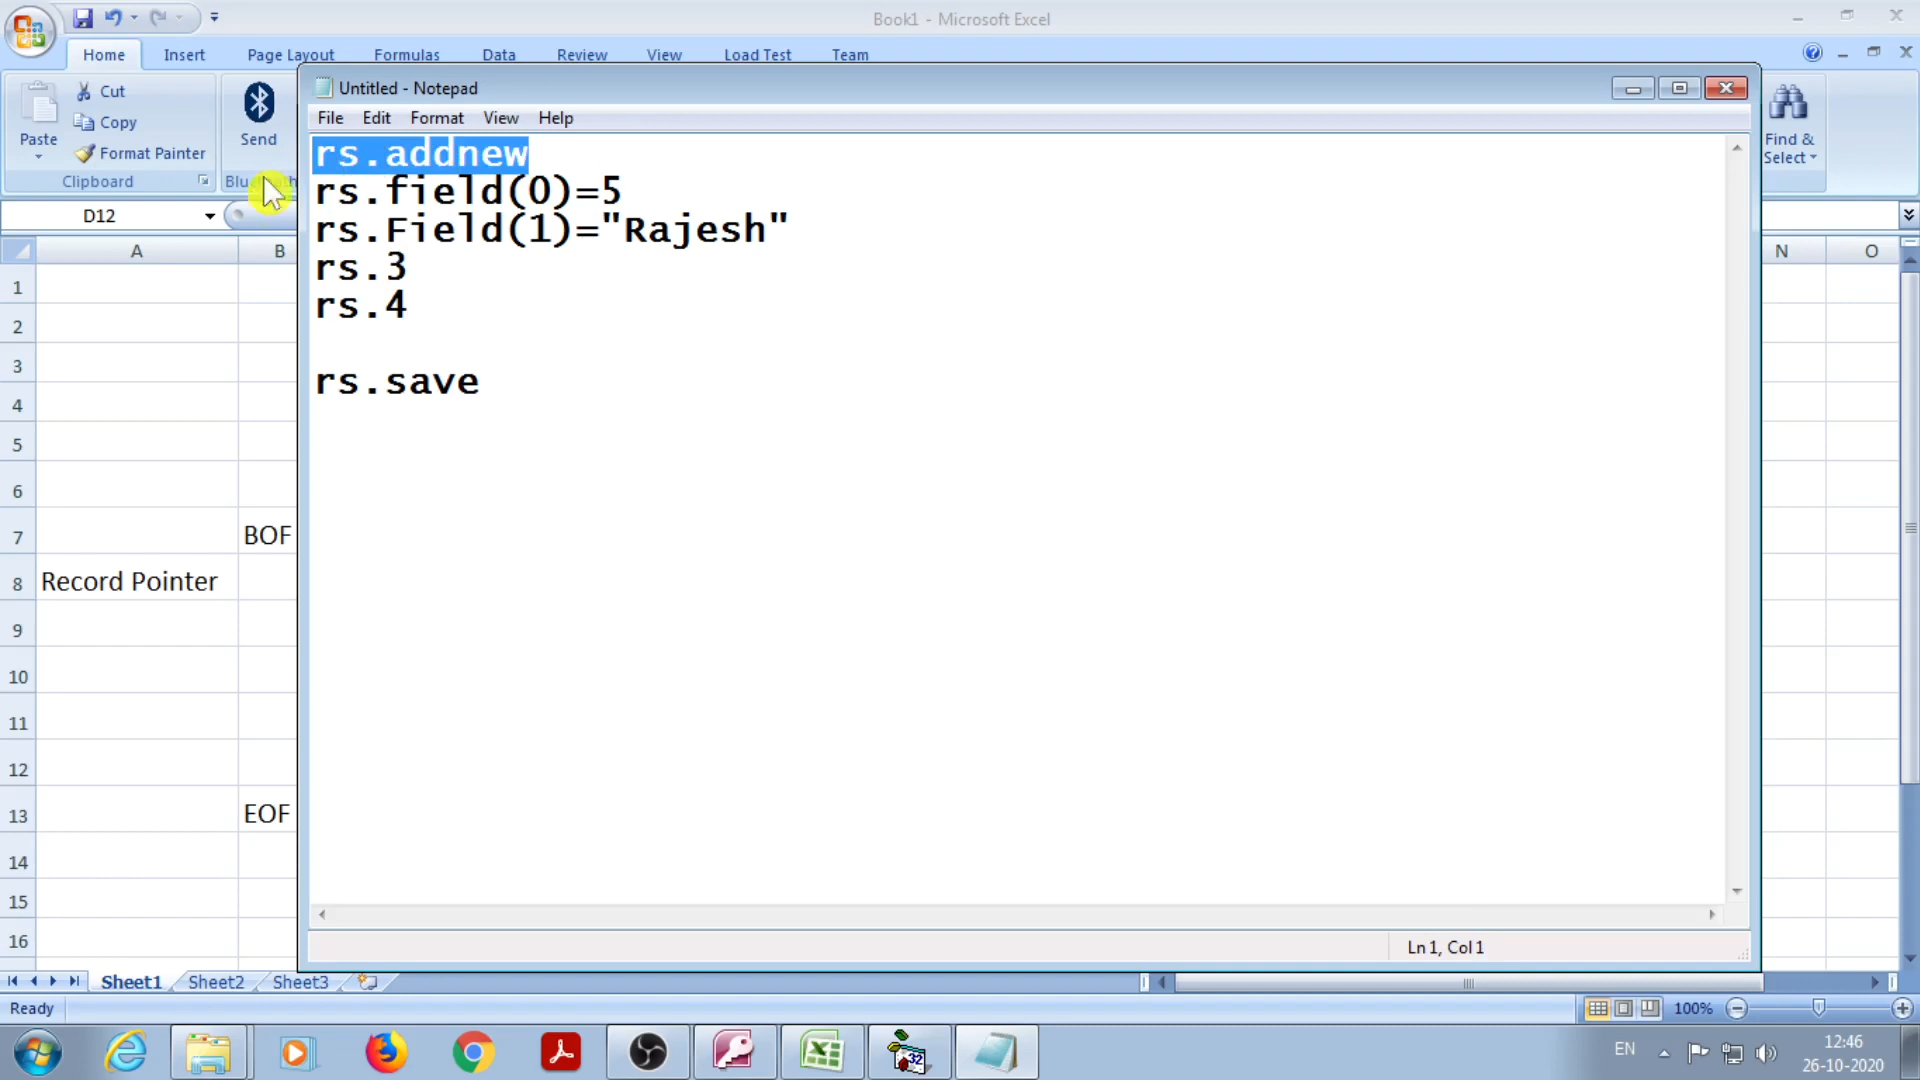 Book1 - Microsoft Excel
Home Insert Page Layout Formulas Data Review View Load Test Team
Paste
Cut
Copy
Format Painter
Clipboard
Send
Untitled - Notepad
File Edit Format View Help
rs.addnew
rs.field(0)=5
rs.Field(1)="Rajesh"
rs.3
rs.4
rs.save
Ln 1, Col 1
Find &
Select
D12
A B N O
1
2
3
4
5
6
7 BOF
8 Record Pointer
9
10
11
12
13 EOF
14
15
16
Sheet1 Sheet2 Sheet3
Ready
100%
32
EN
12:46
26-10-2020